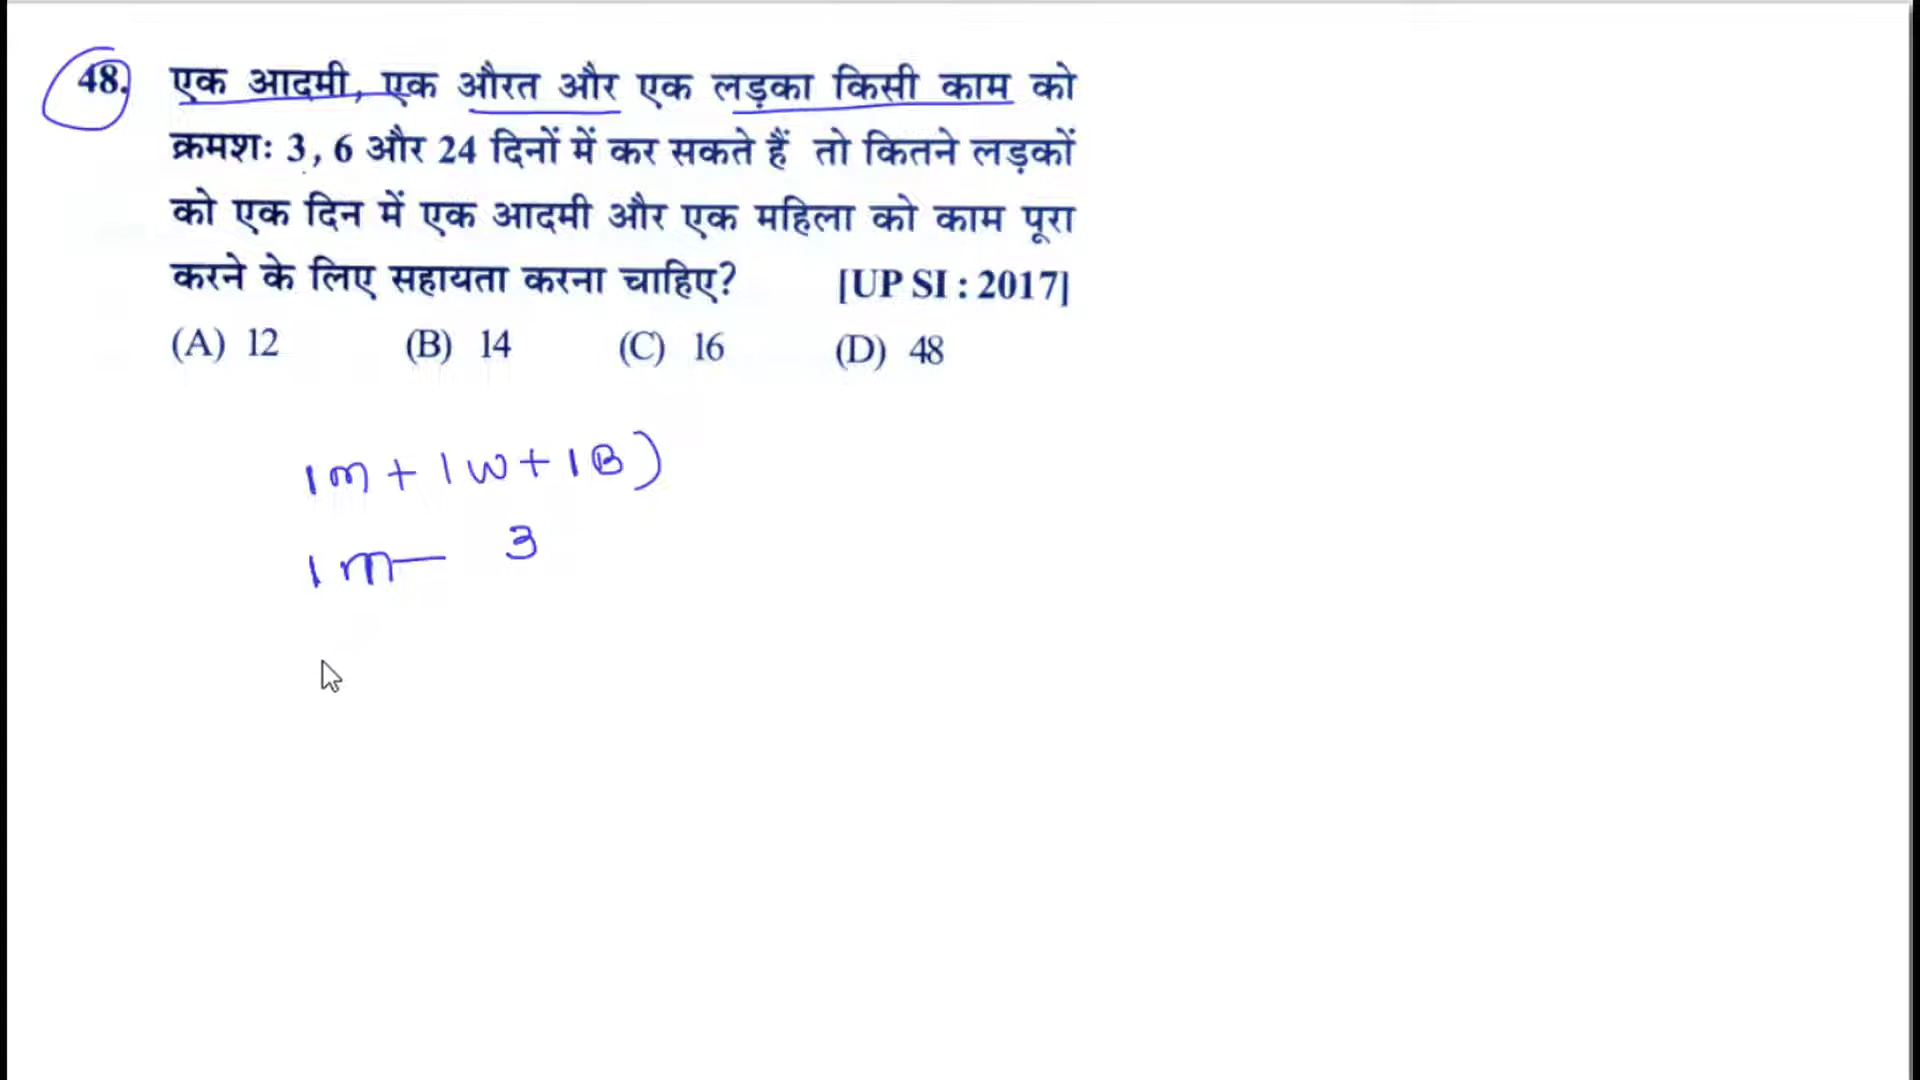 48. एक आदमी, एक औरत और एक लड़का किसी काम को
क्रमशः 3, 6 और 24 दिनों में कर सकते हैं तो कितने लड़कों
को एक दिन में एक आदमी और एक महिला को काम पूरा
करने के लिए सहायता करना चाहिए? [UP SI : 2017]
(A) 12 (B) 14 (C) 16 (D) 48
1m + 1w + 1B)
1m— 3